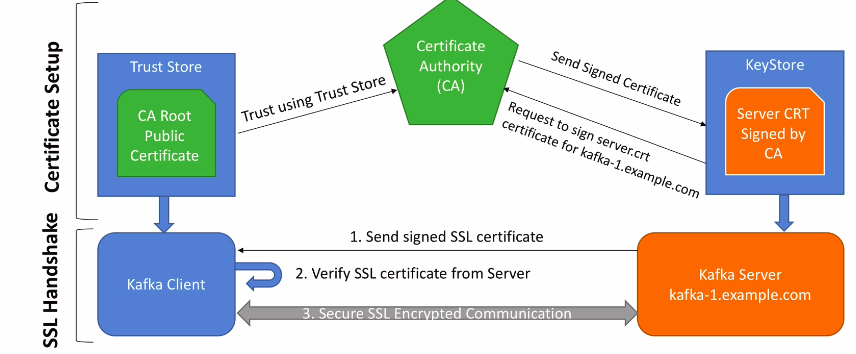 Certificate Setup
Trust Store
CA Root
Public
Certificate
Trust using Trust Store
Certificate
Authority
(CA)
Send Signed Certificate
Request to sign server.crt
certificate for kafka-1.example.com
KeyStore
Server CRT
Signed by
CA
SSL Handshake
Kafka Client
1. Send signed SSL certificate
2. Verify SSL certificate from Server
3. Secure SSL Encrypted Communication
Kafka Server
kafka-1.example.com